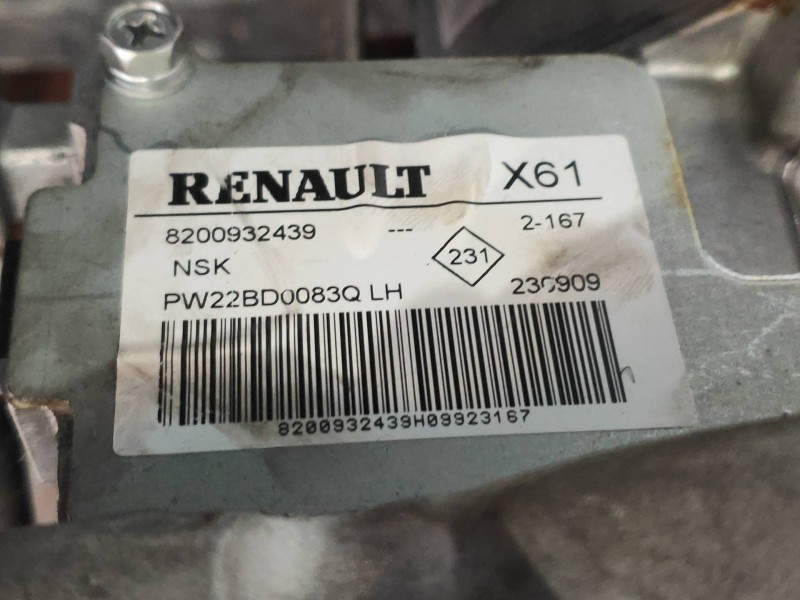 RENAULT X61
8200932439 --- 2-167
NSK 231
PW22BD0083Q LH 230909
8200932439H09923167